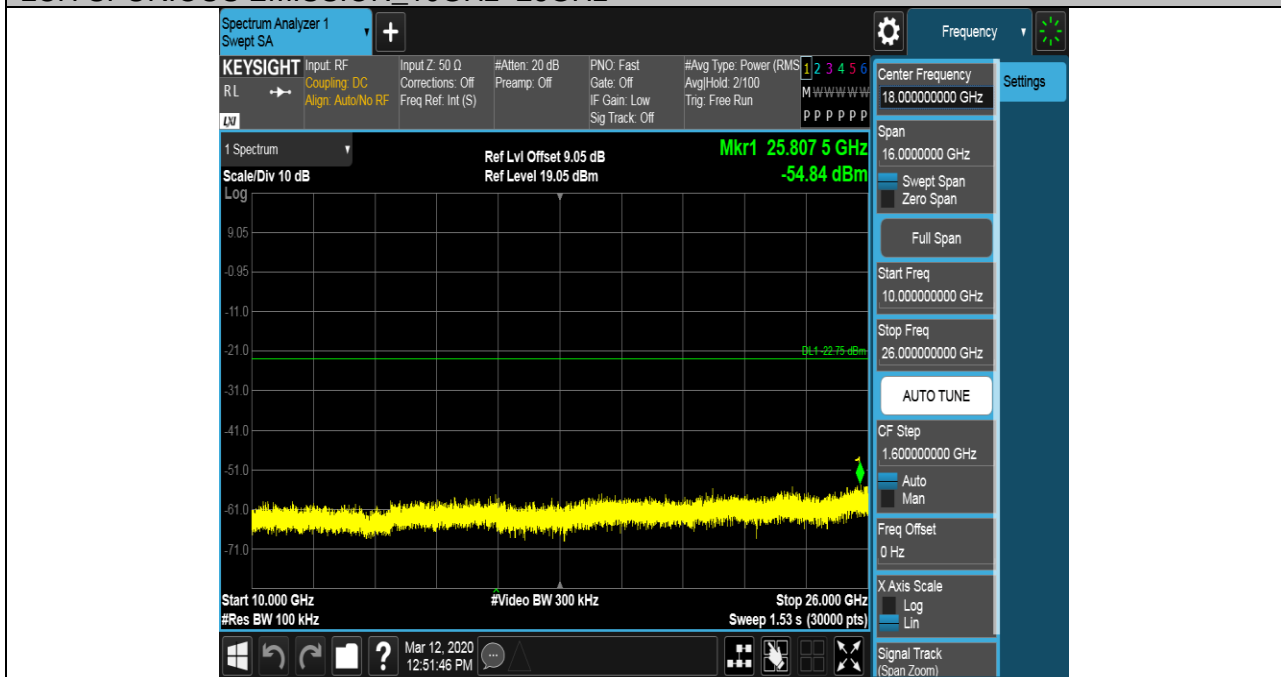 Spectrum Analyzer 1
Swept SA
+
Frequency
KEYSIGHT
RL
LXI
Input: RF
Coupling: DC
Align: Auto/No RF
Input Z: 50 Ω
Corrections: Off
Freq Ref: Int (S)
#Atten: 20 dB
Preamp: Off
PNO: Fast
Gate: Off
IF Gain: Low
Sig Track: Off
#Avg Type: Power (RMS
Avg|Hold: 2/100
Trig: Free Run
1 2 3 4 5 6
M W W W W W
P P P P P P
1 Spectrum
Scale/Div 10 dB
Log
Ref Lvl Offset 9.05 dB
Ref Level 19.05 dBm
Mkr1 25.807 5 GHz
-54.84 dBm
9.05
-0.95
-11.0
-21.0
DL1 -22.75 dBm
-31.0
-41.0
-51.0
1
-61.0
-71.0
Start 10.000 GHz
#Res BW 100 kHz
#Video BW 300 kHz
Stop 26.000 GHz
Sweep 1.53 s (30000 pts)
?
Mar 12, 2020
12:51:46 PM
Center Frequency
18.000000000 GHz
Span
16.0000000 GHz
Swept Span
Zero Span
Full Span
Start Freq
10.000000000 GHz
Stop Freq
26.000000000 GHz
AUTO TUNE
CF Step
1.600000000 GHz
Auto
Man
Freq Offset
0 Hz
X Axis Scale
Log
Lin
Signal Track
(Span Zoom)
Settings